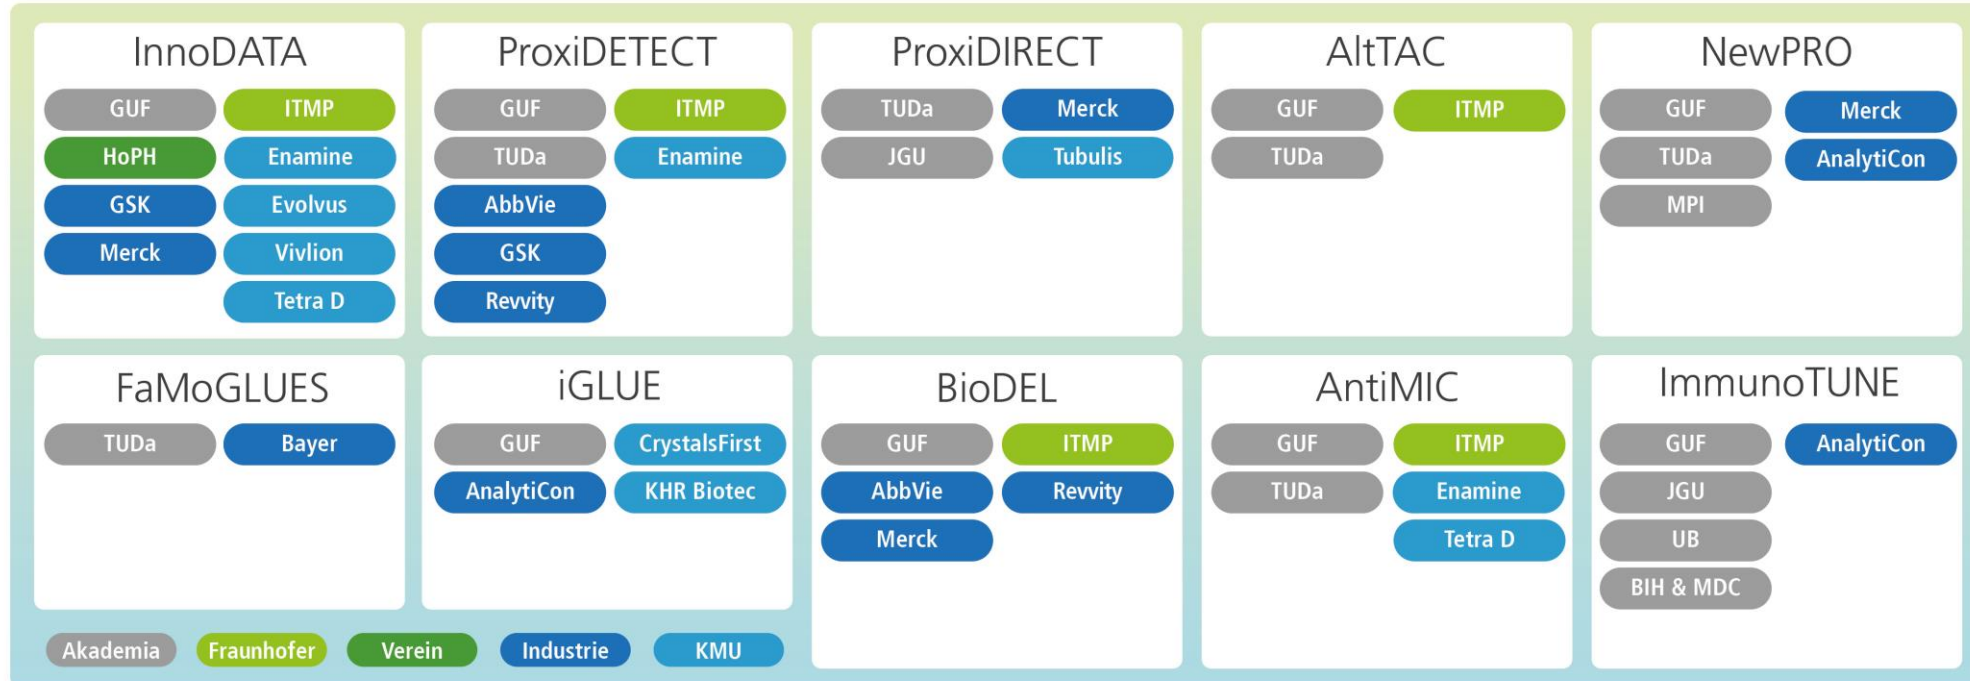 InnoDATA
GUF
ITMP
HoPH
Enamine
GSK
Evolvus
Merck
Vivlion
Tetra D
ProxiDETECT
GUF
ITMP
TUDa
Enamine
AbbVie
GSK
Revvity
ProxiDIRECT
TUDa
Merck
JGU
Tubulis
AltTAC
GUF
ITMP
TUDa
NewPRO
GUF
Merck
TUDa
AnalytiCon
MPI
FaMoGLUES
TUDa
Bayer
iGLUE
GUF
CrystalsFirst
AnalytiCon
KHR Biotec
BioDEL
GUF
ITMP
AbbVie
Revvity
Merck
AntiMIC
GUF
ITMP
TUDa
Enamine
Tetra D
ImmunoTUNE
GUF
AnalytiCon
JGU
UB
BIH & MDC
Akademia
Fraunhofer
Verein
Industrie
KMU